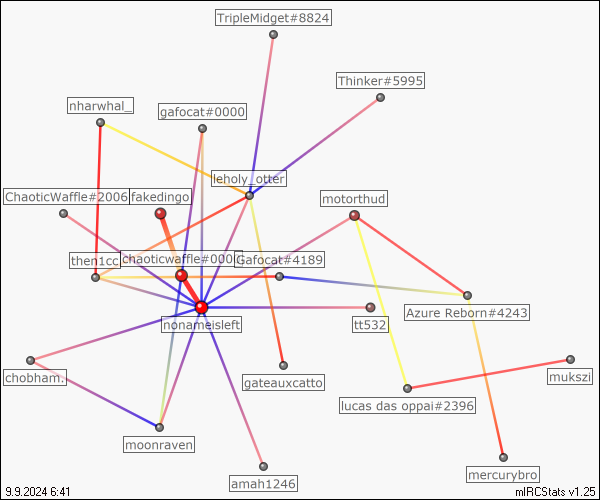 TripleMidget#8824
Thinker#5995
nharwhal_
gafocat#0000
leholy_otter
ChaoticWaffle#2006
fakedingo
motorthud
then1cc
chaoticwaffle#000
Gafocat#4189
Azure Reborn#4243
nonameisleft
tt532
chobham.
gateauxcatto
mukszi
lucas das oppai#2396
moonraven
mercurybro
amah1246
9.9.2024 6:41
mIRCStats v1.25